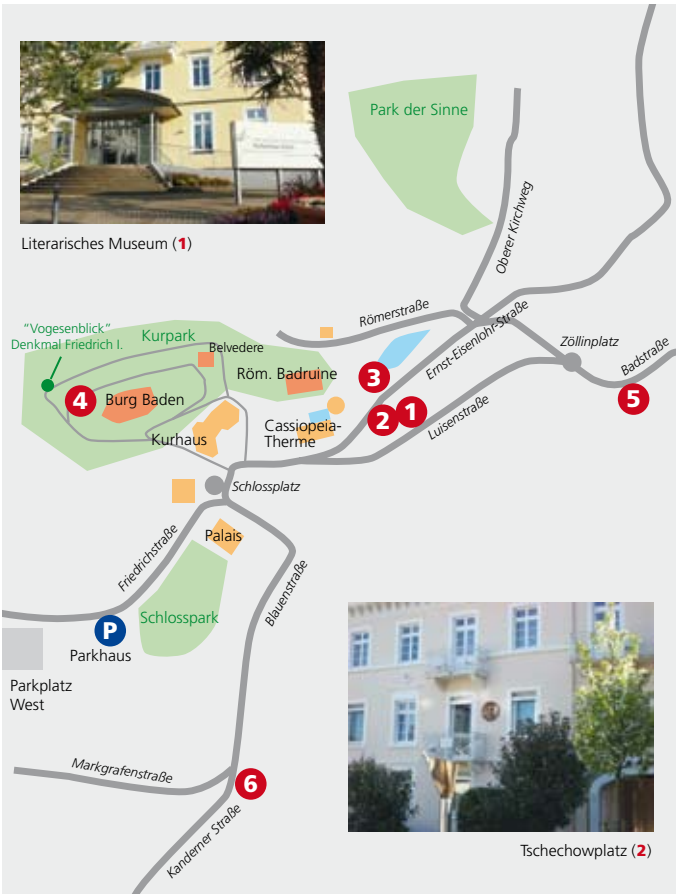 Park der Sinne
Literarisches Museum (1)
Oberer Kirchweg
Römerstraße
Ernst-Eisenlohr-Straße
"Vogesenblick"
Denkmal Friedrich I.
Kurpark
Belvedere
Zöllinplatz
Badstraße
Röm. Badruine
3
4
Burg Baden
5
2
1
Luisenstraße
Kurhaus
Cassiopeia-
Therme
Schlossplatz
Friedrichstraße
Palais
Blauenstraße
Schlosspark
P
Parkhaus
Parkplatz
West
Markgrafenstraße
6
Kanderner Straße
Tschechowplatz (2)